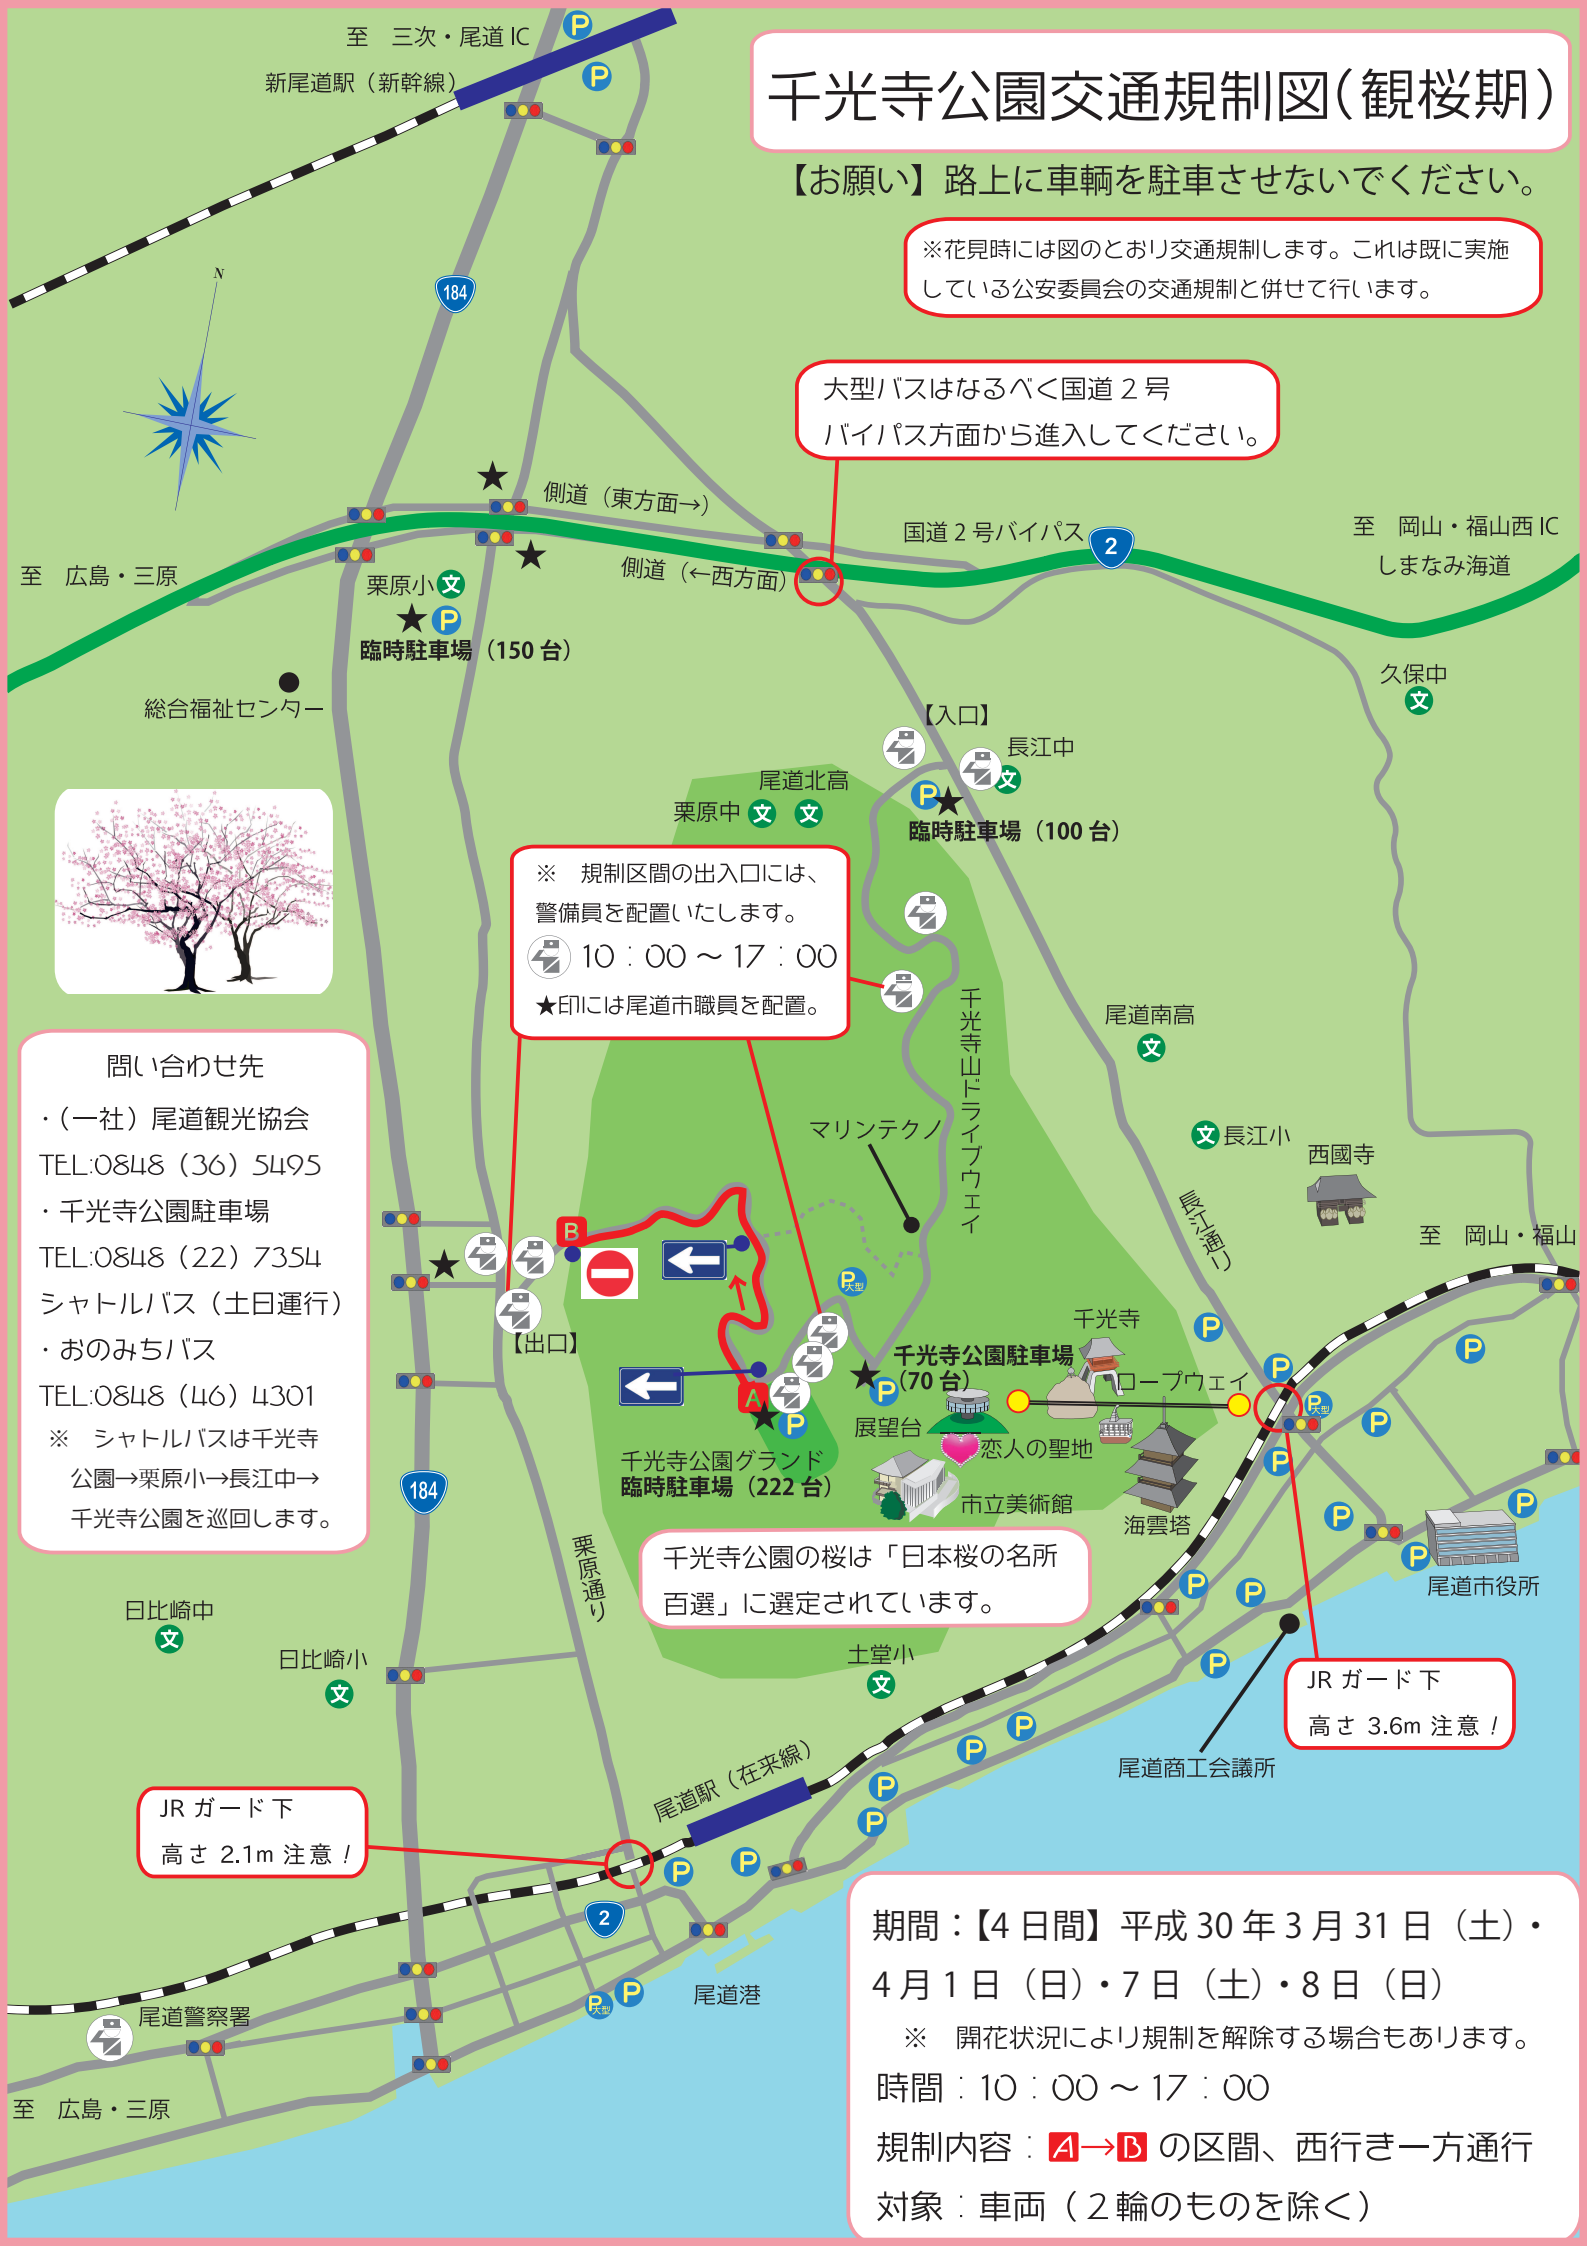 千光寺公園交通規制図（観桜期）
【お願い】路上に車輌を駐車させないでください。
※花見時には図のとおり交通規制します。これは既に実施
している公安委員会の交通規制と併せて行います。
至　三次・尾道 IC
新尾道駅（新幹線）
P
P
N
184
大型バスはなるべく国道 2 号
バイパス方面から進入してください。
★
側道（東方面→）
側道（←西方面）
★
国道 2 号バイパス
2
至　岡山・福山西 IC
しまなみ海道
至　広島・三原
栗原小 文
★ P
臨時駐車場（150 台）
総合福祉センター
久保中
文
【入口】
長江中
文
P ★
臨時駐車場（100 台）
尾道北高
栗原中 文 文
※　規制区間の出入口には、
警備員を配置いたします。
10：00 ～ 17：00
★印には尾道市職員を配置。
千光寺山ドライブウェイ
尾道南高
文
文 長江小
西國寺
長江通り
至　岡山・福山
マリンテクノ
問い合わせ先
・（一社）尾道観光協会
TEL:0848（36）5495
・千光寺公園駐車場
TEL:0848（22）7354
シャトルバス（土日運行）
・おのみちバス
TEL:0848（46）4301
※　シャトルバスは千光寺
公園→栗原小→長江中→
千光寺公園を巡回します。
B
★
【出口】
P大型
千光寺
千光寺公園駐車場
（70 台）
★
P
ロープウェイ
A
★
P
展望台
恋人の聖地
千光寺公園グランド
臨時駐車場（222 台）
市立美術館
海雲塔
P
P
P大型
P
P
P
P
P
P
尾道市役所
184
栗原通り
千光寺公園の桜は「日本桜の名所
百選」に選定されています。
日比崎中
文
日比崎小
文
土堂小
文
P
P
P
JR ガード下
高さ 3.6m 注意！
尾道商工会議所
P
P
尾道駅（在来線）
P
P
P
P
JR ガード下
高さ 2.1m 注意！
2
P大型
P
尾道港
尾道警察署
至　広島・三原
期間：【4 日間】平成 30 年 3 月 31 日（土）・
4 月 1 日（日）・7 日（土）・8 日（日）
※　開花状況により規制を解除する場合もあります。
時間：10：00 ～ 17：00
規制内容：A→B の区間、西行き一方通行
対象：車両（２輪のものを除く）